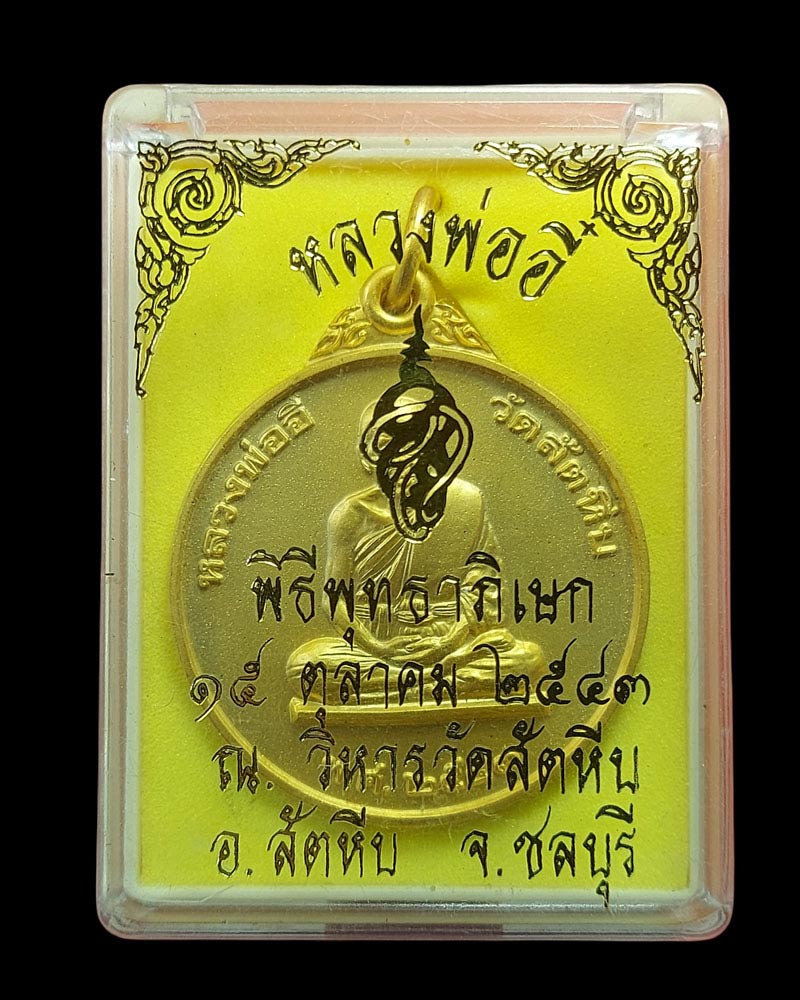 หลวงพ่ออี๋
หลวงพ่ออี๋ วัดสัตหีบ
พิธีพุทธาภิเษก
๑๕ ตุลาคม ๒๕๔๓
ณ. วิหารวัดสัตหีบ
อ. สัตหีบ จ. ชลบุรี